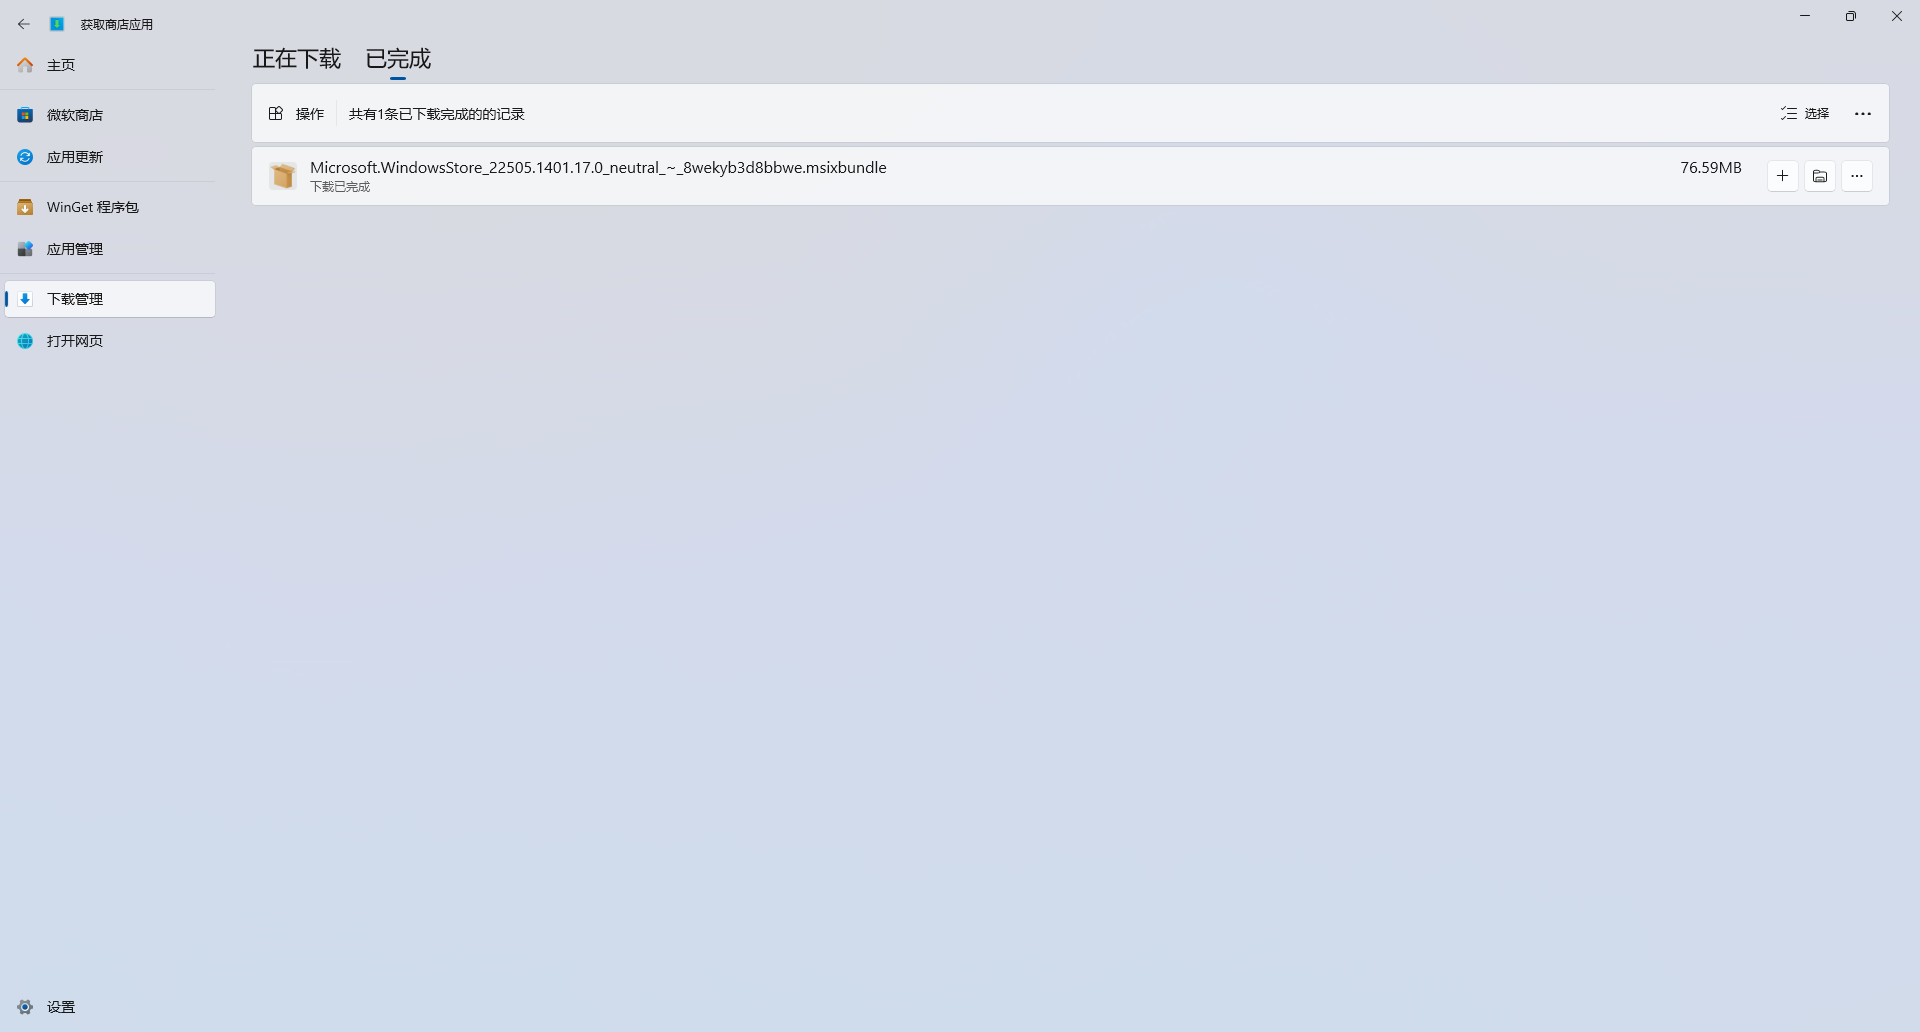 获取商店应用
主页
微软商店
应用更新
WinGet 程序包
应用管理
下载管理
打开网页
设置
正在下载 已完成
操作 共有1条已下载完成的的记录 选择
Microsoft.WindowsStore_22505.1401.17.0_neutral_~_8wekyb3d8bbwe.msixbundle 76.59MB
下载已完成